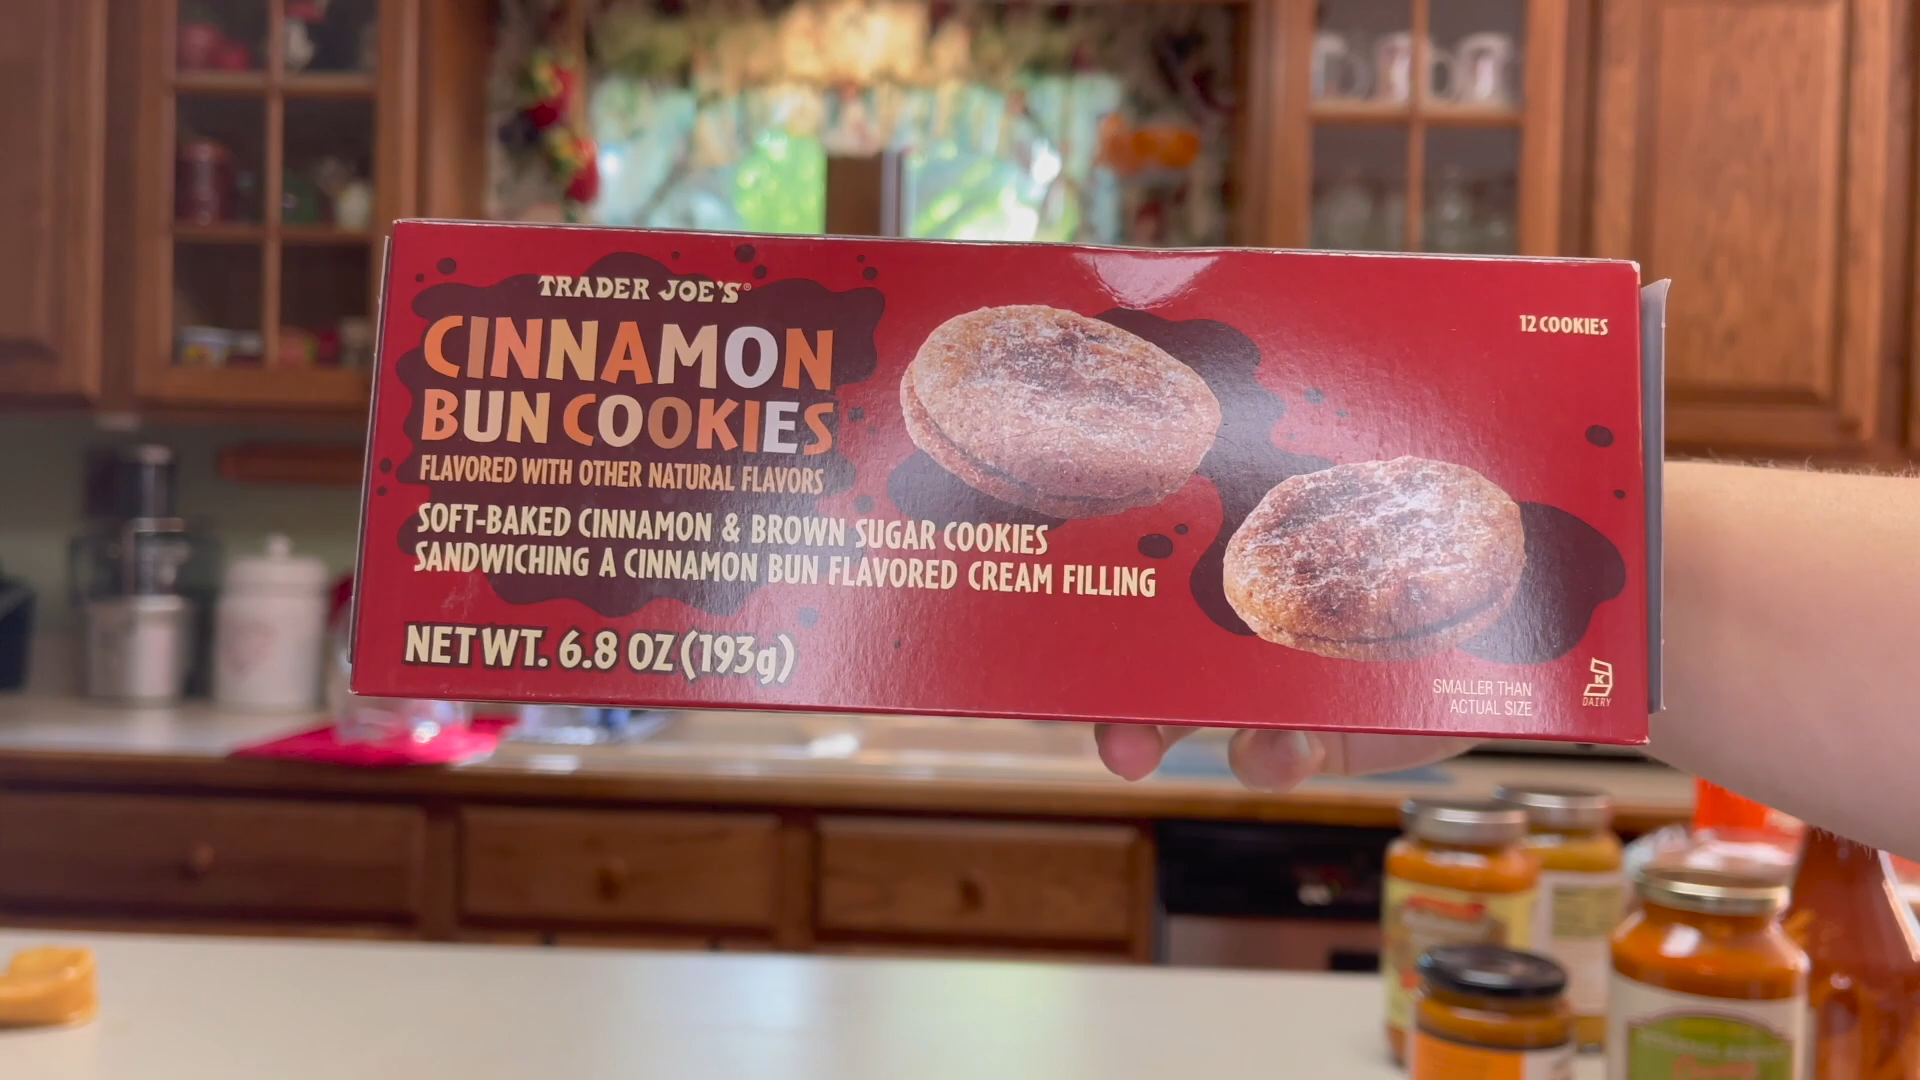 TRADER JOE'S®
CINNAMON
BUN COOKIES
FLAVORED WITH OTHER NATURAL FLAVORS
SOFT-BAKED CINNAMON & BROWN SUGAR COOKIES
SANDWICHING A CINNAMON BUN FLAVORED CREAM FILLING
NET WT. 6.8 OZ (193g)
12 COOKIES
SMALLER THAN
ACTUAL SIZE
K
DAIRY